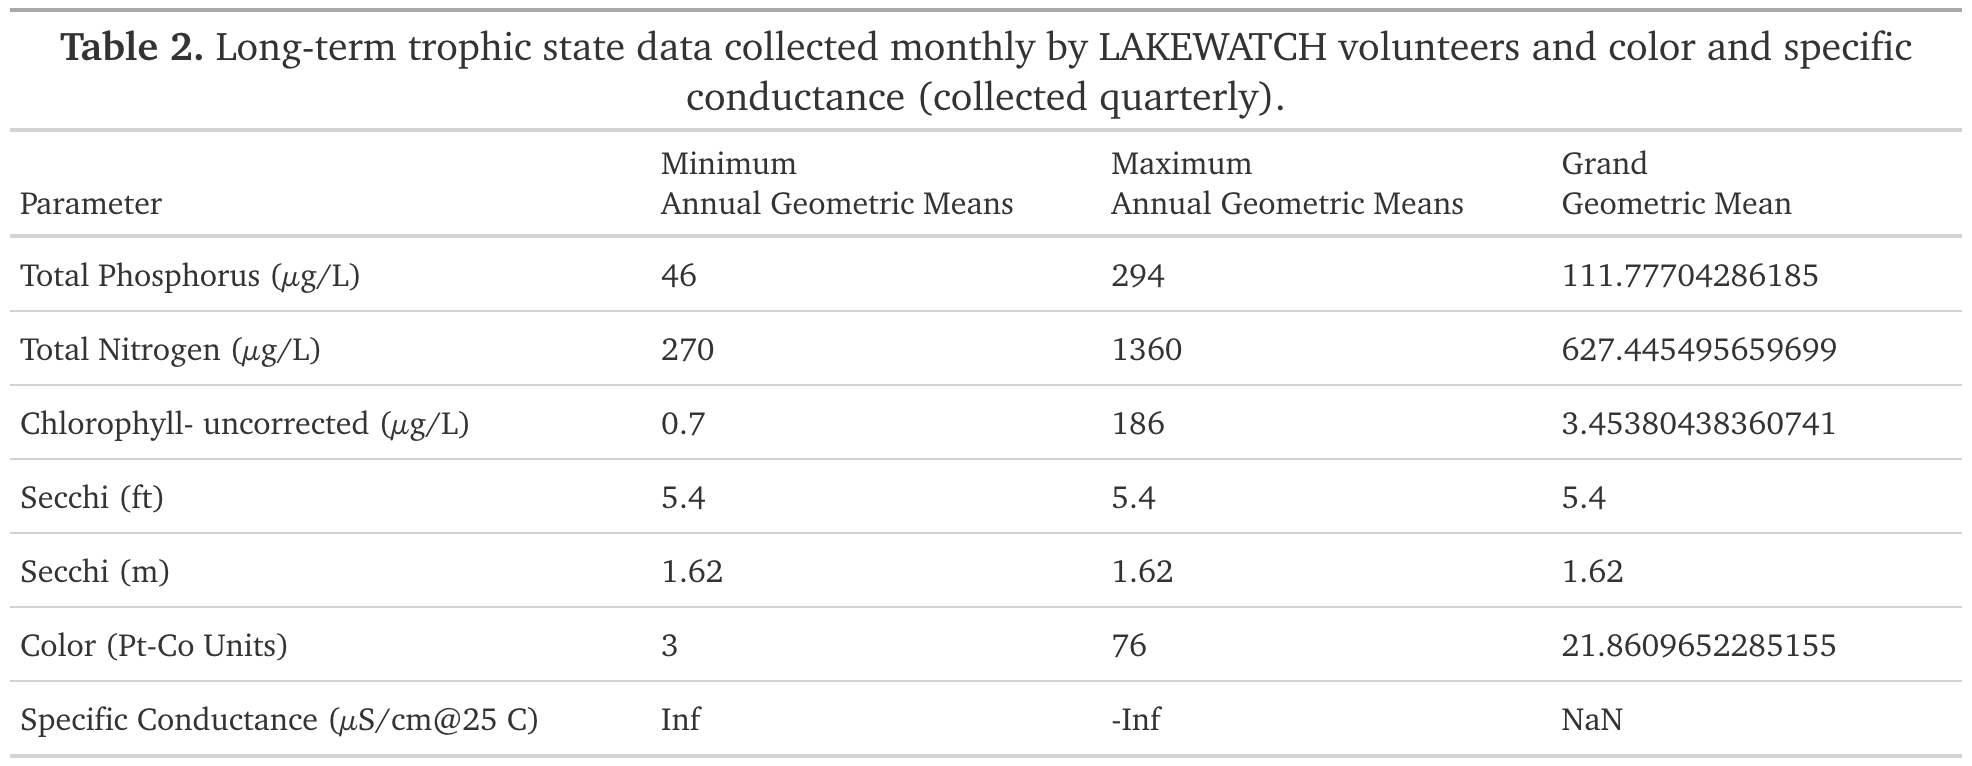 Table 2. Long-term trophic state data collected monthly by LAKEWATCH volunteers and color and specific
conductance (collected quarterly).
Parameter Minimum Annual Geometric Means Maximum Annual Geometric Means Grand Geometric Mean
Total Phosphorus (µg/L) 46 294 111.77704286185
Total Nitrogen (µg/L) 270 1360 627.445495659699
Chlorophyll- uncorrected (µg/L) 0.7 186 3.45380438360741
Secchi (ft) 5.4 5.4 5.4
Secchi (m) 1.62 1.62 1.62
Color (Pt-Co Units) 3 76 21.8609652285155
Specific Conductance (µS/cm@25 C) Inf -Inf NaN